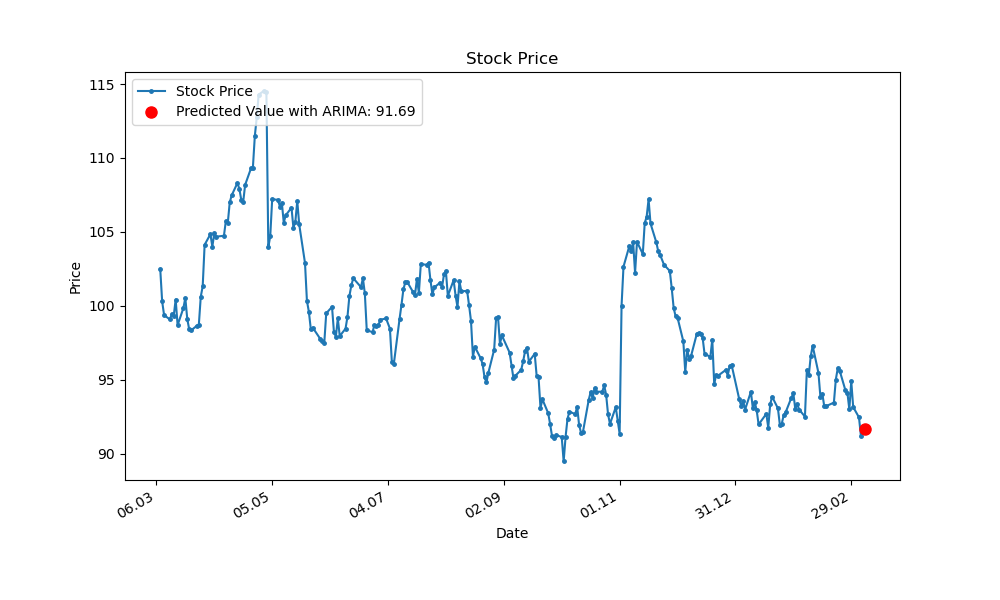 Stock Price
Stock Price
Predicted Value with ARIMA: 91.69
115
110
105
100
95
90
Price
06.03
05.05
04.07
02.09
01.11
31.12
29.02
Date